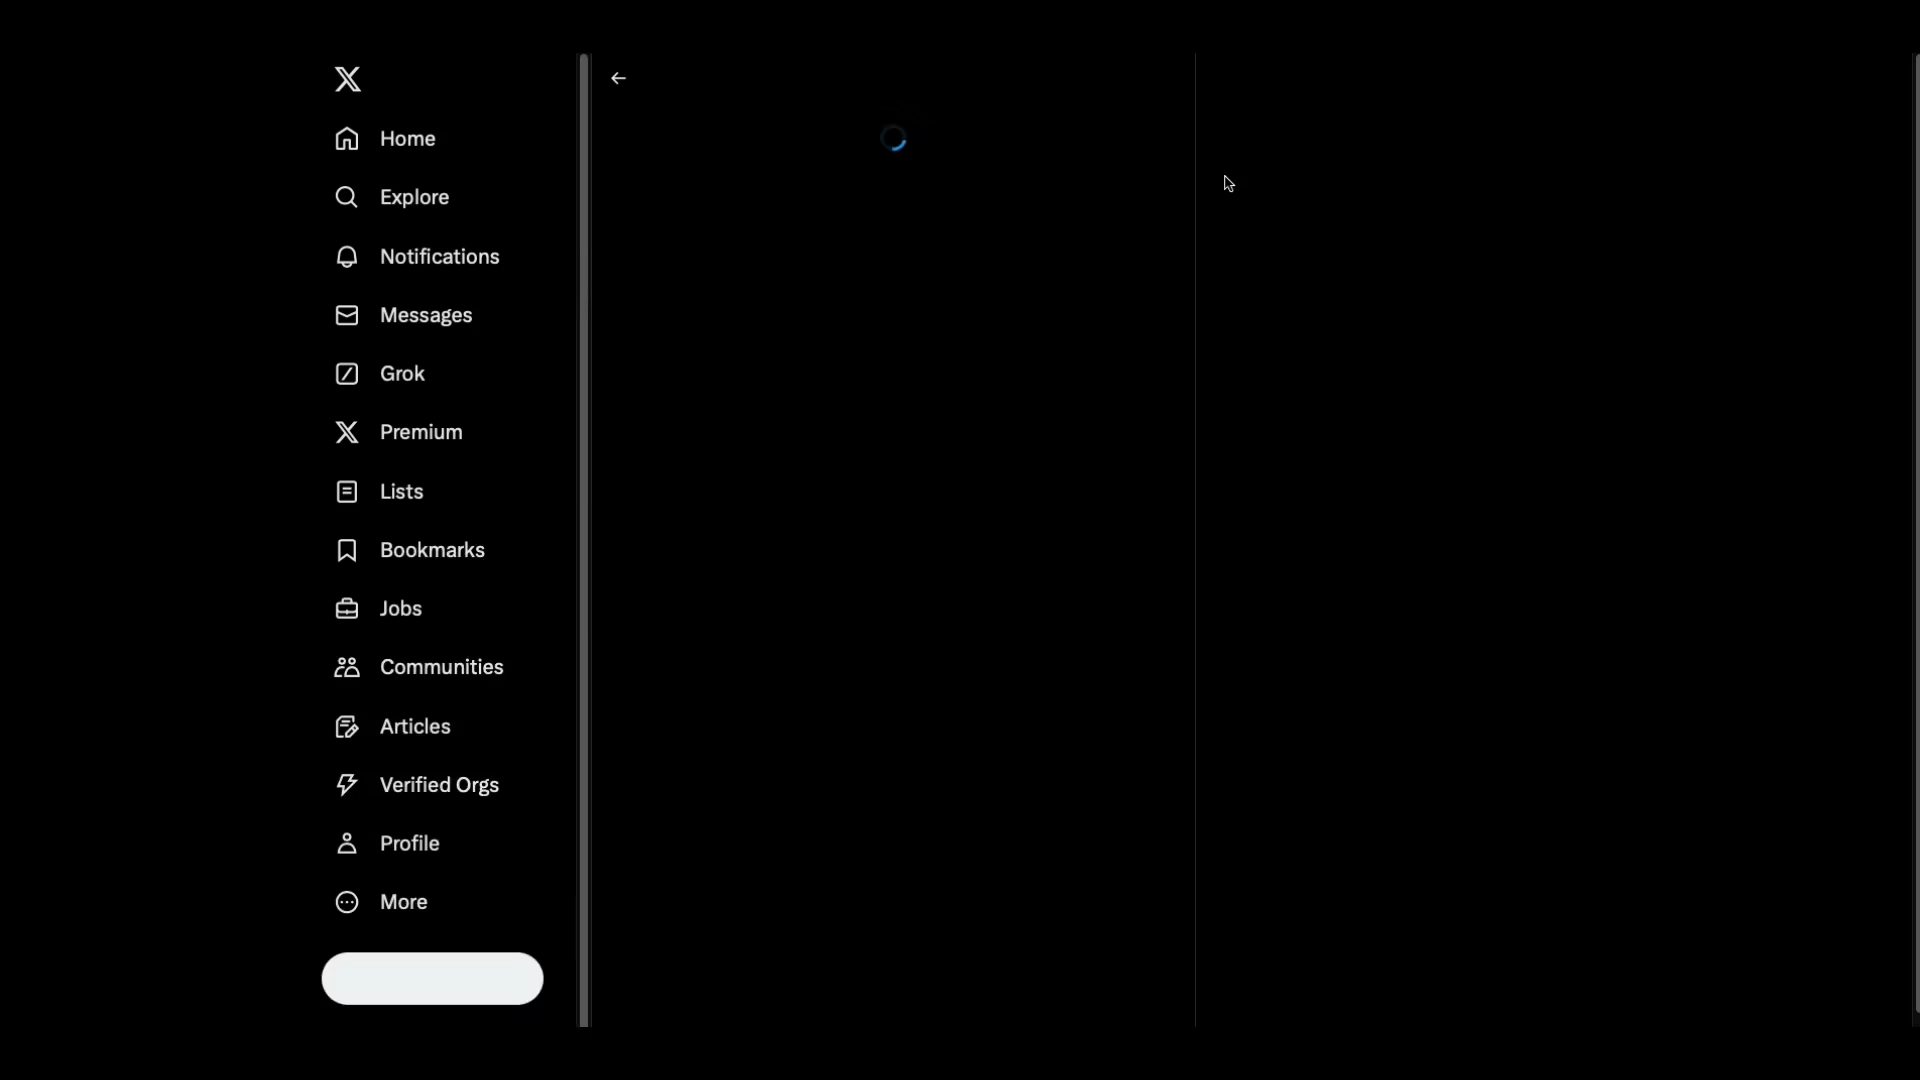 Home
Explore
Notifications
Messages
Grok
Premium
Lists
Bookmarks
Jobs
Communities
Articles
Verified Orgs
Profile
More